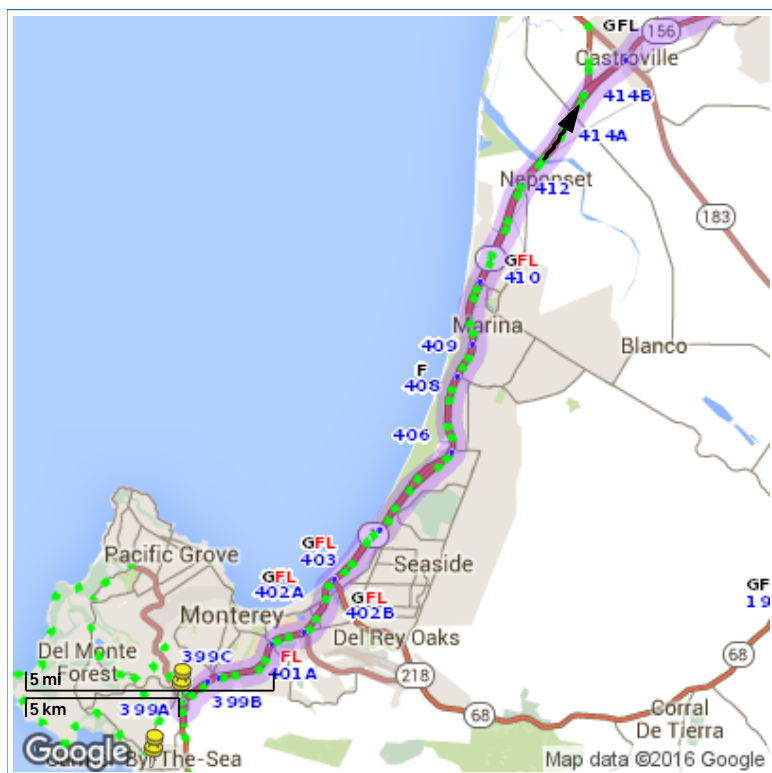 GFL
156
Castroville
414B
414A
Neponset
412
183
GFL
410
Marina
409
Blanco
F
408
406
GFL
403
Seaside
Pacific Grove
GFL
402A
GFL
402B
GF
19
Monterey
Del Rey Oaks
399C
FL
401A
Del Monte
Forest
68
218
5 mi
5 km
399A
399B
68
Corral
De Tierra
By-The-Sea
Google
Map data ©2016 Google